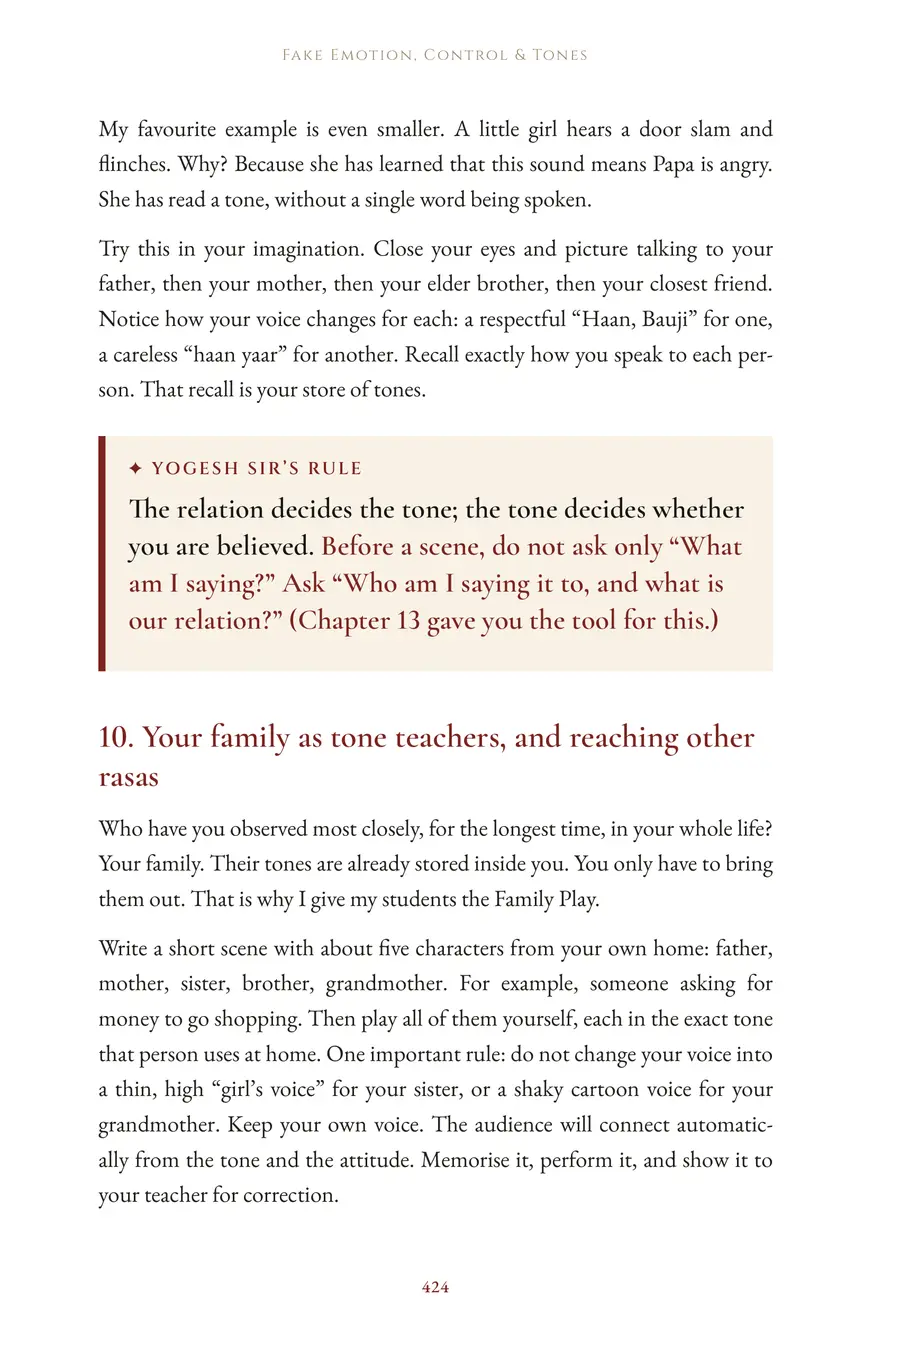 Fake Emotion, Control & Tones
My favourite example is even smaller. A little girl hears a door slam and
flinches. Why? Because she has learned that this sound means Papa is angry.
She has read a tone, without a single word being spoken.
Try this in your imagination. Close your eyes and picture talking to your
father, then your mother, then your elder brother, then your closest friend.
Notice how your voice changes for each: a respectful “Haan, Bauji” for one,
a careless “haan yaar” for another. Recall exactly how you speak to each per-
son. That recall is your store of tones.
✦ YOGESH SIR’S RULE
The relation decides the tone; the tone decides whether
you are believed. Before a scene, do not ask only “What
am I saying?” Ask “Who am I saying it to, and what is
our relation?” (Chapter 13 gave you the tool for this.)
10. Your family as tone teachers, and reaching other
rasas
Who have you observed most closely, for the longest time, in your whole life?
Your family. Their tones are already stored inside you. You only have to bring
them out. That is why I give my students the Family Play.
Write a short scene with about five characters from your own home: father,
mother, sister, brother, grandmother. For example, someone asking for
money to go shopping. Then play all of them yourself, each in the exact tone
that person uses at home. One important rule: do not change your voice into
a thin, high “girl’s voice” for your sister, or a shaky cartoon voice for your
grandmother. Keep your own voice. The audience will connect automatic-
ally from the tone and the attitude. Memorise it, perform it, and show it to
your teacher for correction.
424